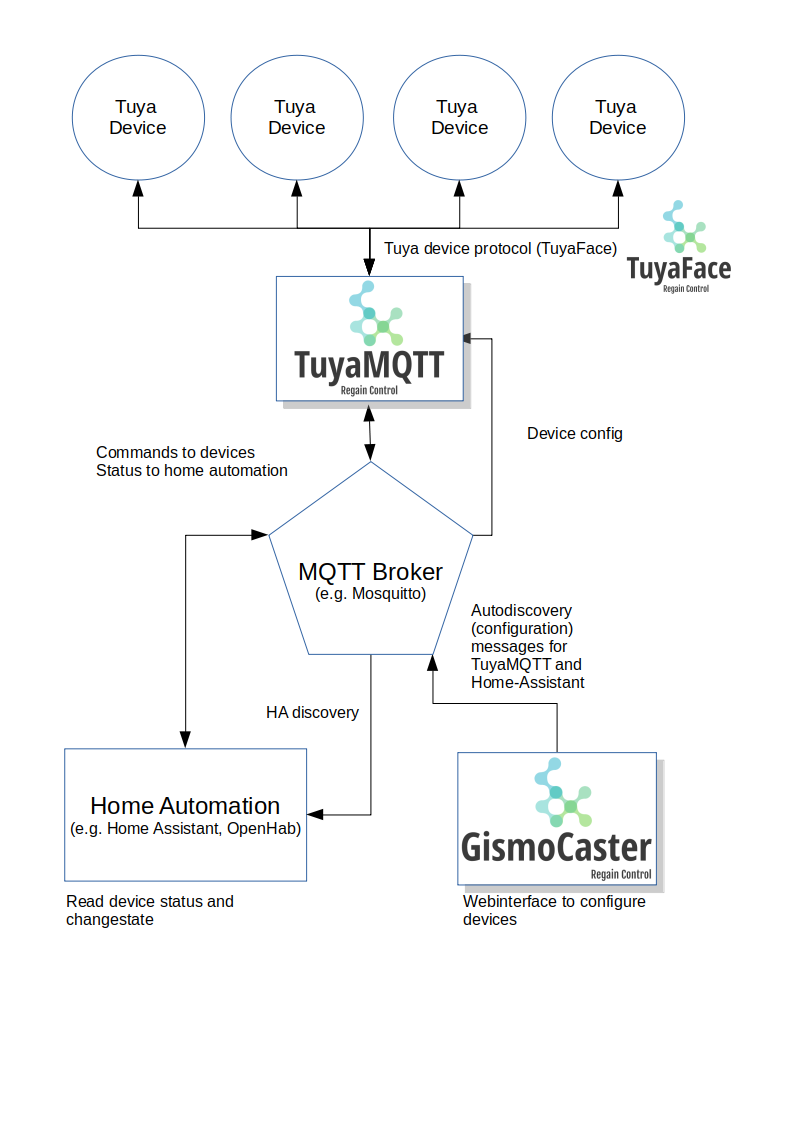 Tuya
Device
Tuya
Device
Tuya
Device
Tuya
Device
Tuya device protocol (TuyaFace)
TuyaFace
Regain Control
TuyaMQTT
Regain Control
Device config
Commands to devices
Status to home automation
MQTT Broker
(e.g. Mosquitto)
Autodiscovery
(configuration)
messages for
TuyaMQTT and
Home-Assistant
HA discovery
Home Automation
(e.g. Home Assistant, OpenHab)
GismoCaster
Regain Control
Read device status and
changestate
Webinterface to configure
devices